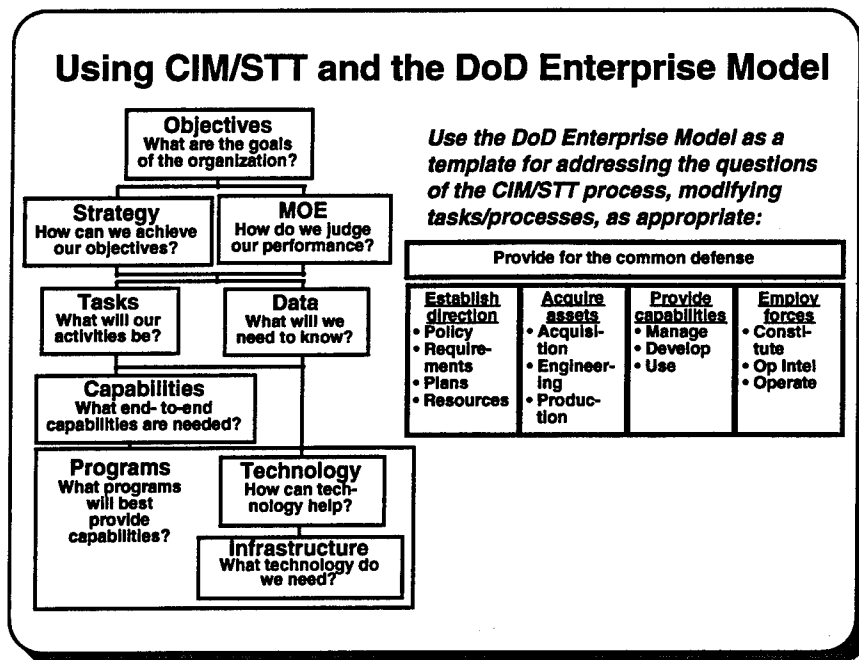 Using CIM/STT and the DoD Enterprise Model
Objectives
What are the goals
of the organization?
Strategy
How can we achieve
our objectives?
MOE
How do we judge
our performance?
Tasks
What will our
activities be?
Data
What will we
need to know?
Capabilities
What end- to-end
capabilities are needed?
Programs
What programs
will best
provide
capabilities?
Technology
How can tech-
nology help?
Infrastructure
What technology do
we need?
Use the DoD Enterprise Model as a
template for addressing the questions
of the CIM/STT process, modifying
tasks/processes, as appropriate:
Provide for the common defense
Establish
direction
• Policy
• Require-
ments
• Plans
• Resources
Acquire
assets
• Acquisi-
tion
• Engineer-
ing
• Produc-
tion
Provide
capabilities
• Manage
• Develop
• Use
Employ
forces
• Consti-
tute
• Op Intel
• Operate